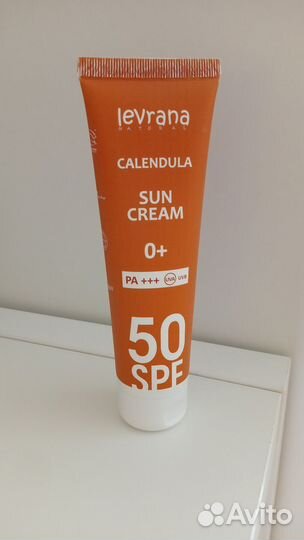 levrana
NATURAL
CALENDULA
SUN
CREAM
0+
PA +++ UVA UVB
50
SPF
Avito